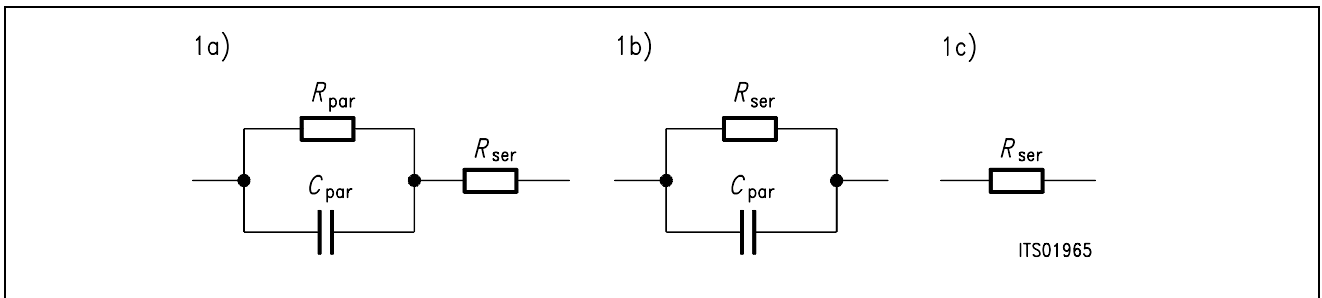 1a) 1b) 1c)
R par R ser
R ser R ser
C par C par
ITS01965